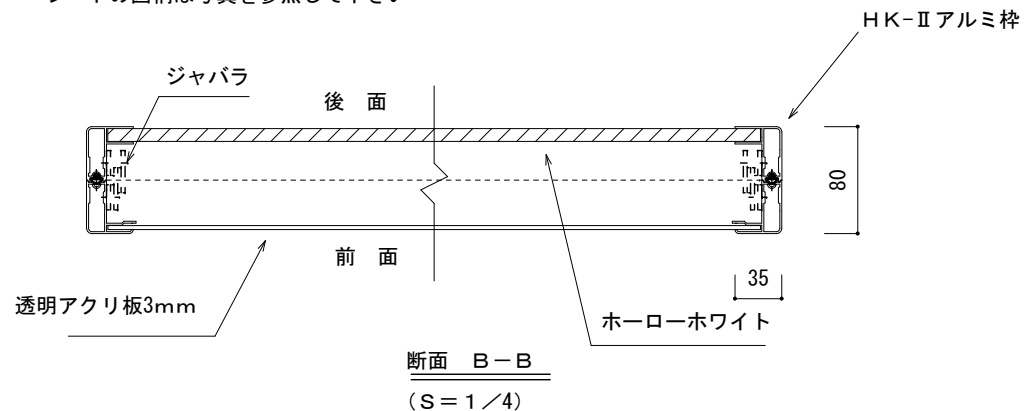 HK-Ⅱアルミ枠
ジャバラ
後 面
80
前 面
35
透明アクリ板3mm
ホーローホワイト
断面 B－B
(S＝1／4)